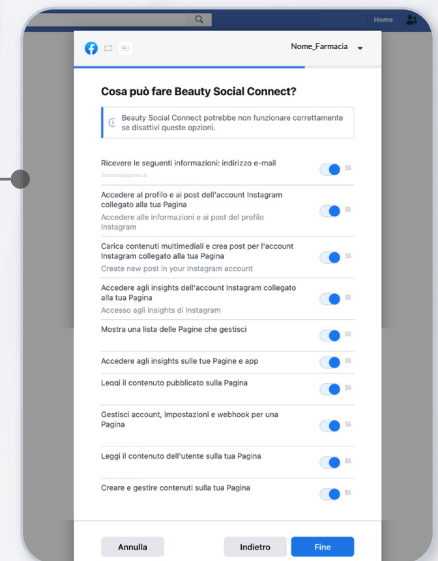 Home
Nome_Farmacia
Cosa può fare Beauty Social Connect?
Beauty Social Connect potrebbe non funzionare correttamente
se disattivi queste opzioni.
Ricevere le seguenti informazioni: indirizzo e-mail
Sì
Accedere al profilo e ai post dell'account Instagram
collegato alla tua Pagina
Sì
Accedere alle informazioni e ai post del profilo
Instagram
Carica contenuti multimediali e crea post per l'account
Instagram collegato alla tua Pagina
Sì
Create new post in your Instagram account
Accedere agli insights dell'account Instagram collegato
alla tua Pagina
Sì
Accesso agli insights di Instagram
Mostra una lista delle Pagine che gestisci
Sì
Accedere agli insights sulle tue Pagine e app
Sì
Leggi il contenuto pubblicato sulla Pagina
Sì
Gestisci account, impostazioni e webhook per una
Pagina
Sì
Leggi il contenuto dell'utente sulla tua Pagina
Sì
Creare e gestire contenuti sulla tua Pagina
Sì
Annulla
Indietro
Fine